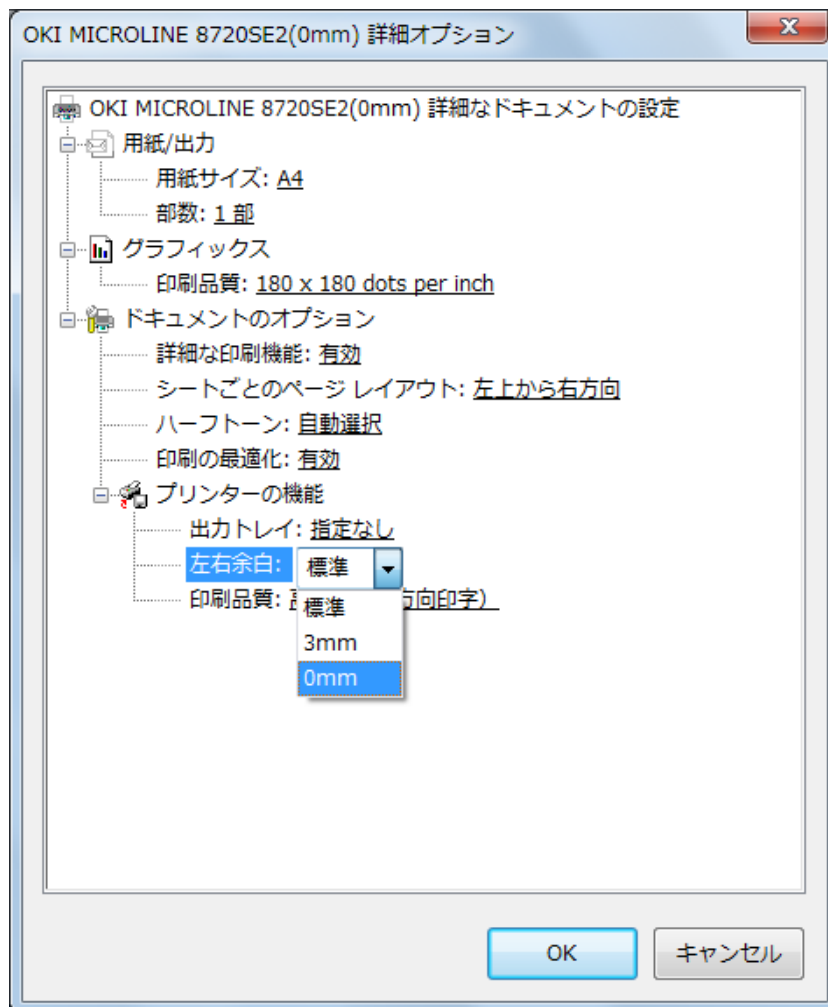 OKI MICROLINE 8720SE2(0mm) 詳細オプション
OKI MICROLINE 8720SE2(0mm) 詳細なドキュメントの設定
用紙/出力
用紙サイズ: A4
部数: 1 部
グラフィックス
印刷品質: 180 x 180 dots per inch
ドキュメントのオプション
詳細な印刷機能: 有効
シートごとのページ レイアウト: 左上から右方向
ハーフトーン: 自動選択
印刷の最適化: 有効
プリンターの機能
出力トレイ: 指定なし
左右余白: 標準
印刷品質: 方向印字）
標準
3mm
0mm
OK
キャンセル